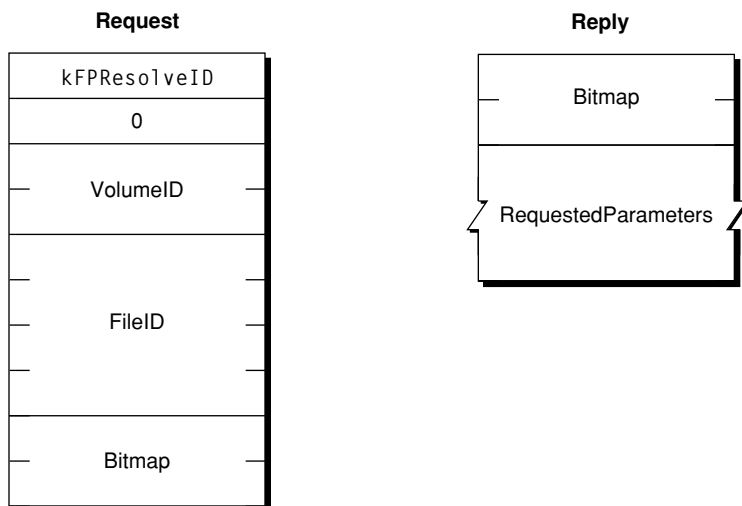 Request
kFPResolveID
0
VolumeID
FileID
Bitmap
Reply
Bitmap
RequestedParameters